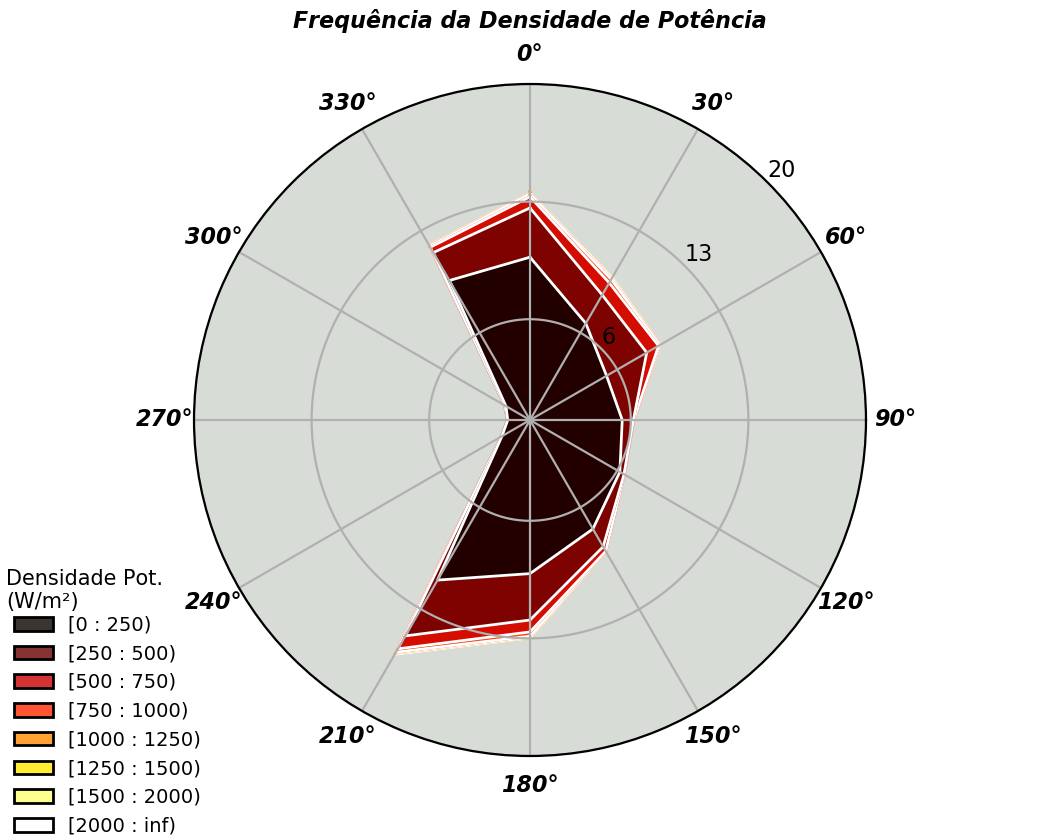 Frequência da Densidade de Potência
0°
330°
30°
20
300°
60°
13
6
270°
90°
Densidade Pot.
(W/m²)
240°
120°
[0 : 250)
[250 : 500)
[500 : 750)
[750 : 1000)
210°
150°
[1000 : 1250)
[1250 : 1500)
180°
[1500 : 2000)
[2000 : inf)